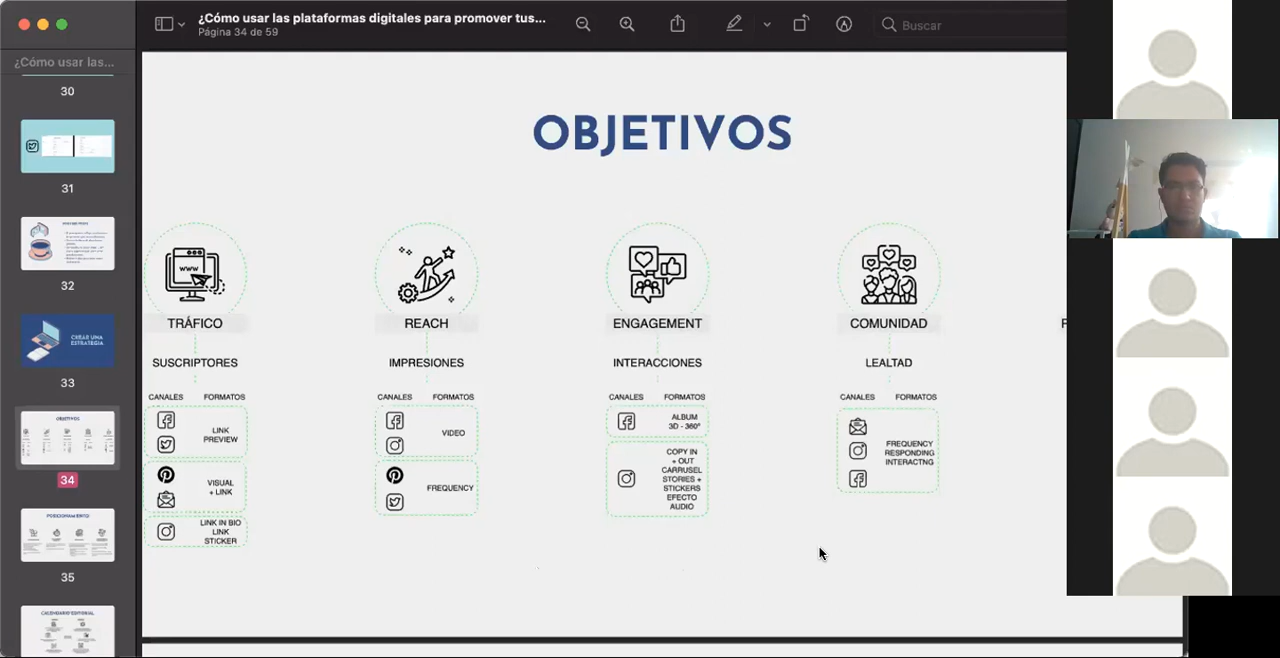 ¿Cómo usar las plataformas digitales para promover tus...
Página 34 de 59
Buscar
¿Cómo usar las...
30
31
32
CREAR UNA
ESTRATEGIA
33
OBJETIVOS
34
POSICIONAMIENTO
35
CALENDARIO EDITORIAL
OBJETIVOS
www
TRÁFICO
REACH
ENGAGEMENT
COMUNIDAD
SUSCRIPTORES
IMPRESIONES
INTERACCIONES
LEALTAD
CANALES FORMATOS
LINK
PREVIEW
VISUAL
+ LINK
LINK IN BIO
LINK
STICKER
CANALES FORMATOS
VIDEO
FREQUENCY
CANALES FORMATOS
ALBUM
3D - 360º
COPY IN
+ OUT
CARRUSEL
STORIES +
STICKERS
EFECTO
AUDIO
CANALES FORMATOS
FREQUENCY
RESPONDING
INTERACTNG